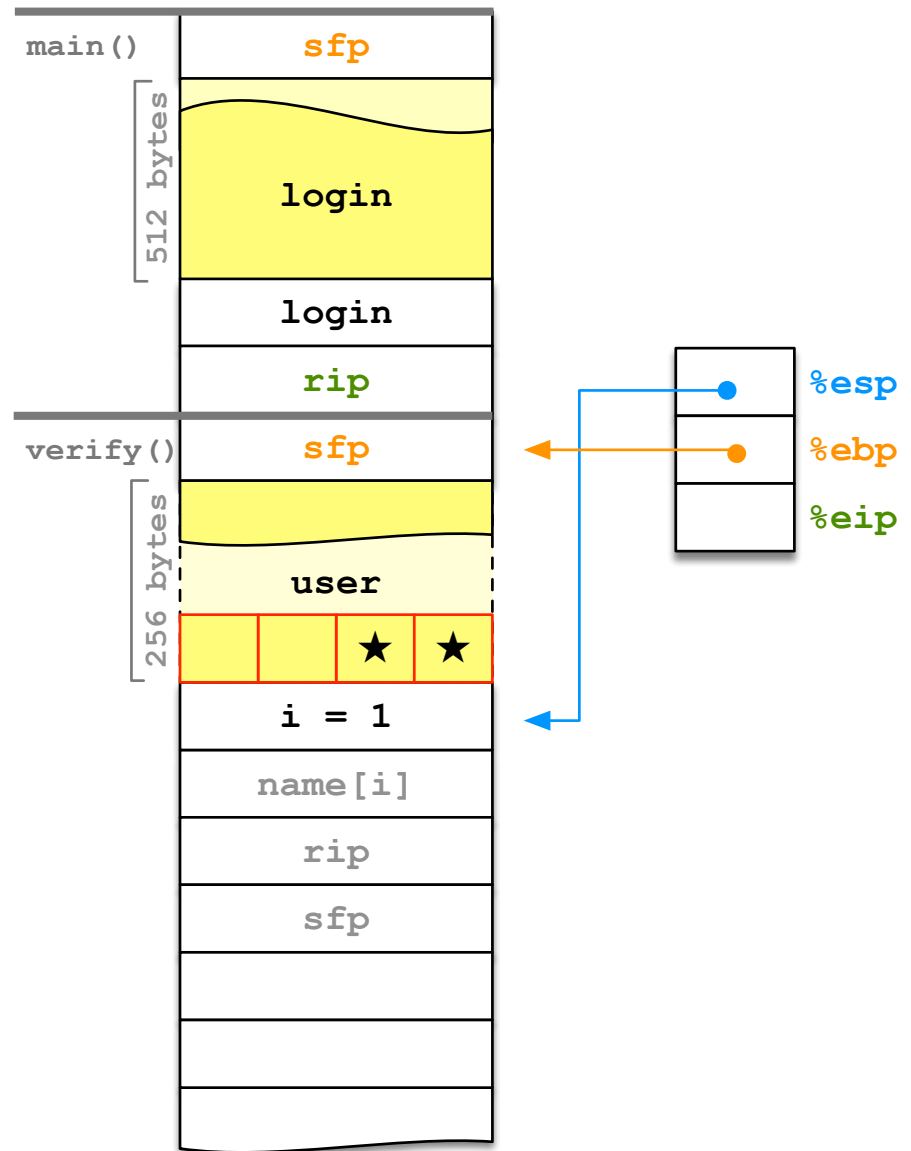 main()
sfp
512 bytes
login
login
rip
%esp
verify()
sfp
%ebp
%eip
256 bytes
user
★ ★
i = 1
name[i]
rip
sfp